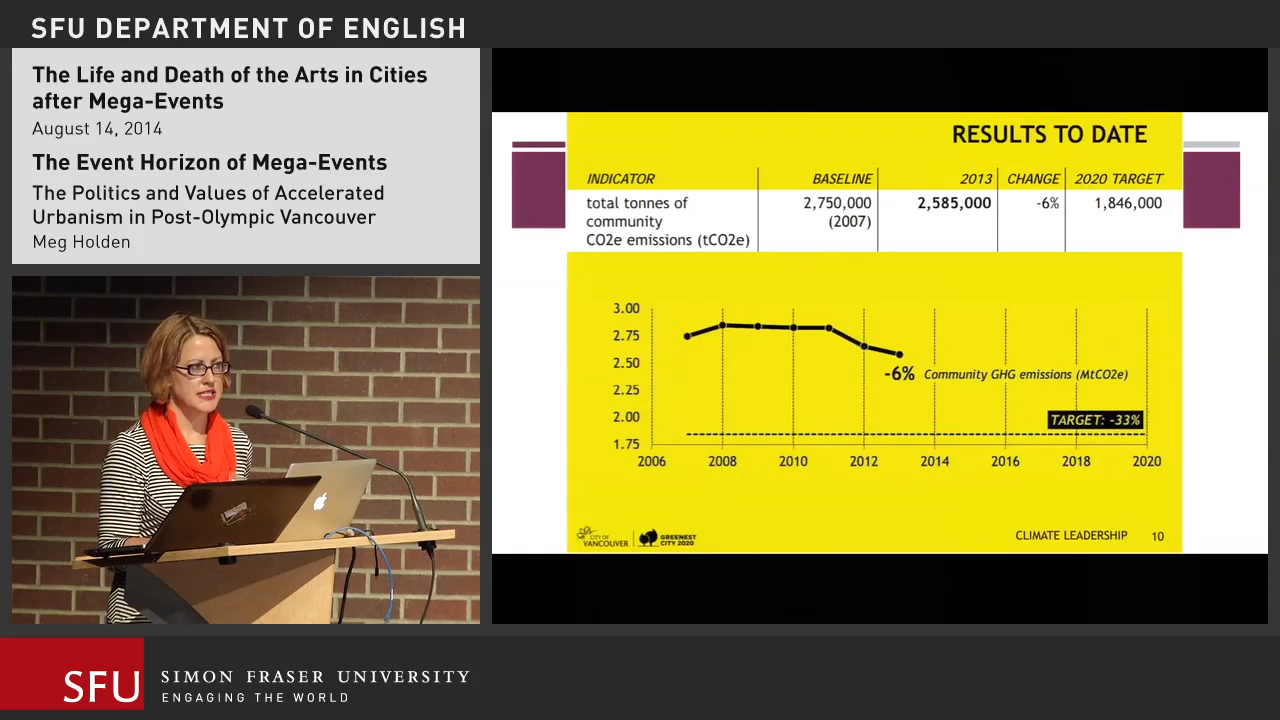 SFU DEPARTMENT OF ENGLISH
The Life and Death of the Arts in Cities
after Mega-Events
August 14, 2014
The Event Horizon of Mega-Events
The Politics and Values of Accelerated
Urbanism in Post-Olympic Vancouver
Meg Holden
RESULTS TO DATE
INDICATOR BASELINE 2013 CHANGE 2020 TARGET
total tonnes of 2,750,000 2,585,000 -6% 1,846,000
community (2007)
CO2e emissions (tCO2e)
3.00
2.75
2.50
-6% Community GHG emissions (MtCO2e)
2.25
2.00
TARGET: -33%
1.75
2006 2008 2010 2012 2014 2016 2018 2020
CITY OF
VANCOUVER
GREENEST
CITY 2020
CLIMATE LEADERSHIP 10
SFU
SIMON FRASER UNIVERSITY
ENGAGING THE WORLD